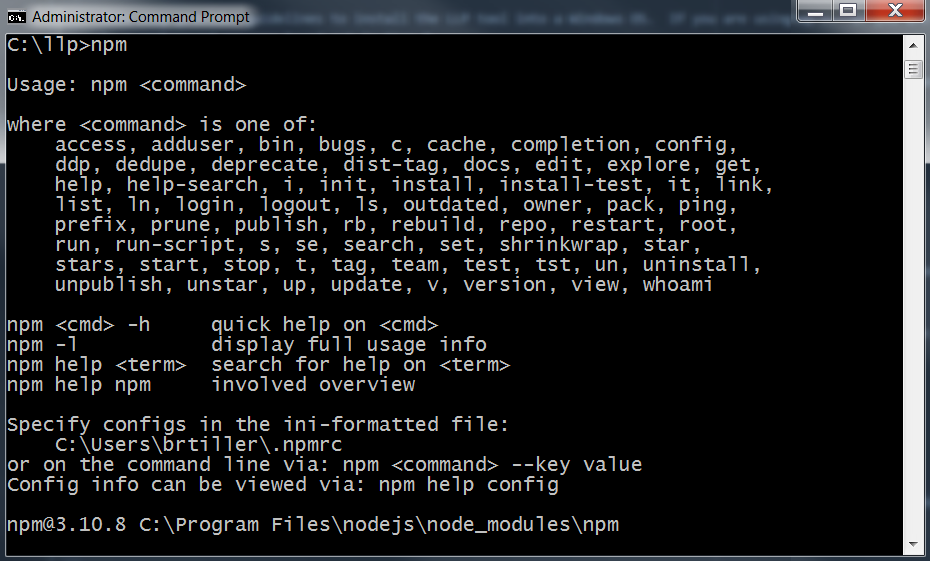 Administrator: Command Prompt
C:\llp>npm
Usage: npm <command>
where <command> is one of:
access, adduser, bin, bugs, c, cache, completion, config,
ddp, dedupe, deprecate, dist-tag, docs, edit, explore, get,
help, help-search, i, init, install, install-test, it, link,
list, ln, login, logout, ls, outdated, owner, pack, ping,
prefix, prune, publish, rb, rebuild, repo, restart, root,
run, run-script, s, se, search, set, shrinkwrap, star,
stars, start, stop, t, tag, team, test, tst, un, uninstall,
unpublish, unstar, up, update, v, version, view, whoami
npm <cmd> -h     quick help on <cmd>
npm -l           display full usage info
npm help <term>  search for help on <term>
npm help npm     involved overview
Specify configs in the ini-formatted file:
C:\Users\brtiller\.npmrc
or on the command line via: npm <command> --key value
Config info can be viewed via: npm help config
npm@3.10.8 C:\Program Files\nodejs\node_modules\npm